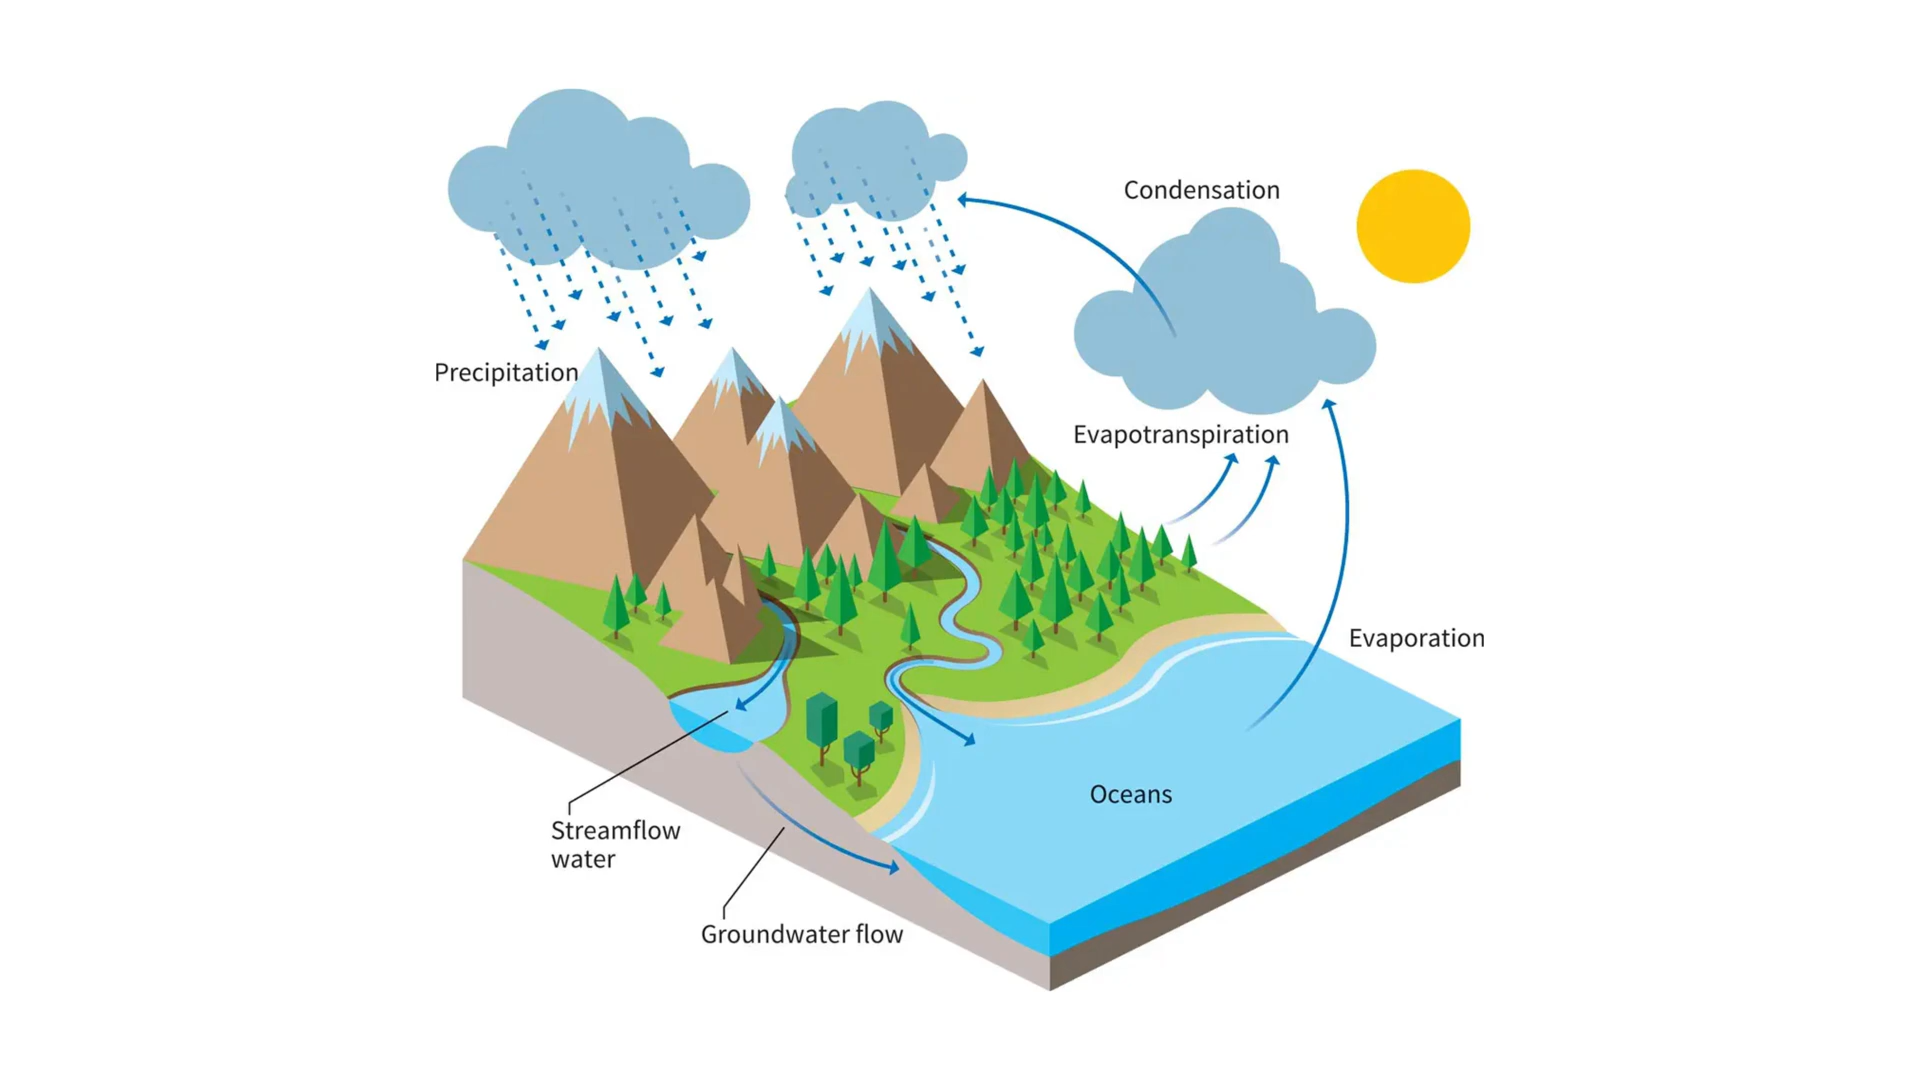 Condensation
Precipitation
Evapotranspiration
Evaporation
Oceans
Streamflow
water
Groundwater flow